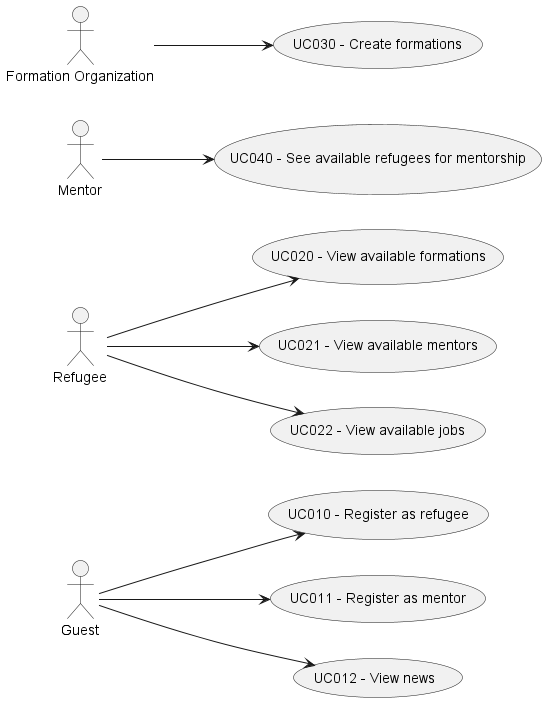 Formation Organization
UC030 - Create formations
Mentor
UC040 - See available refugees for mentorship
Refugee
UC020 - View available formations
UC021 - View available mentors
UC022 - View available jobs
Guest
UC010 - Register as refugee
UC011 - Register as mentor
UC012 - View news